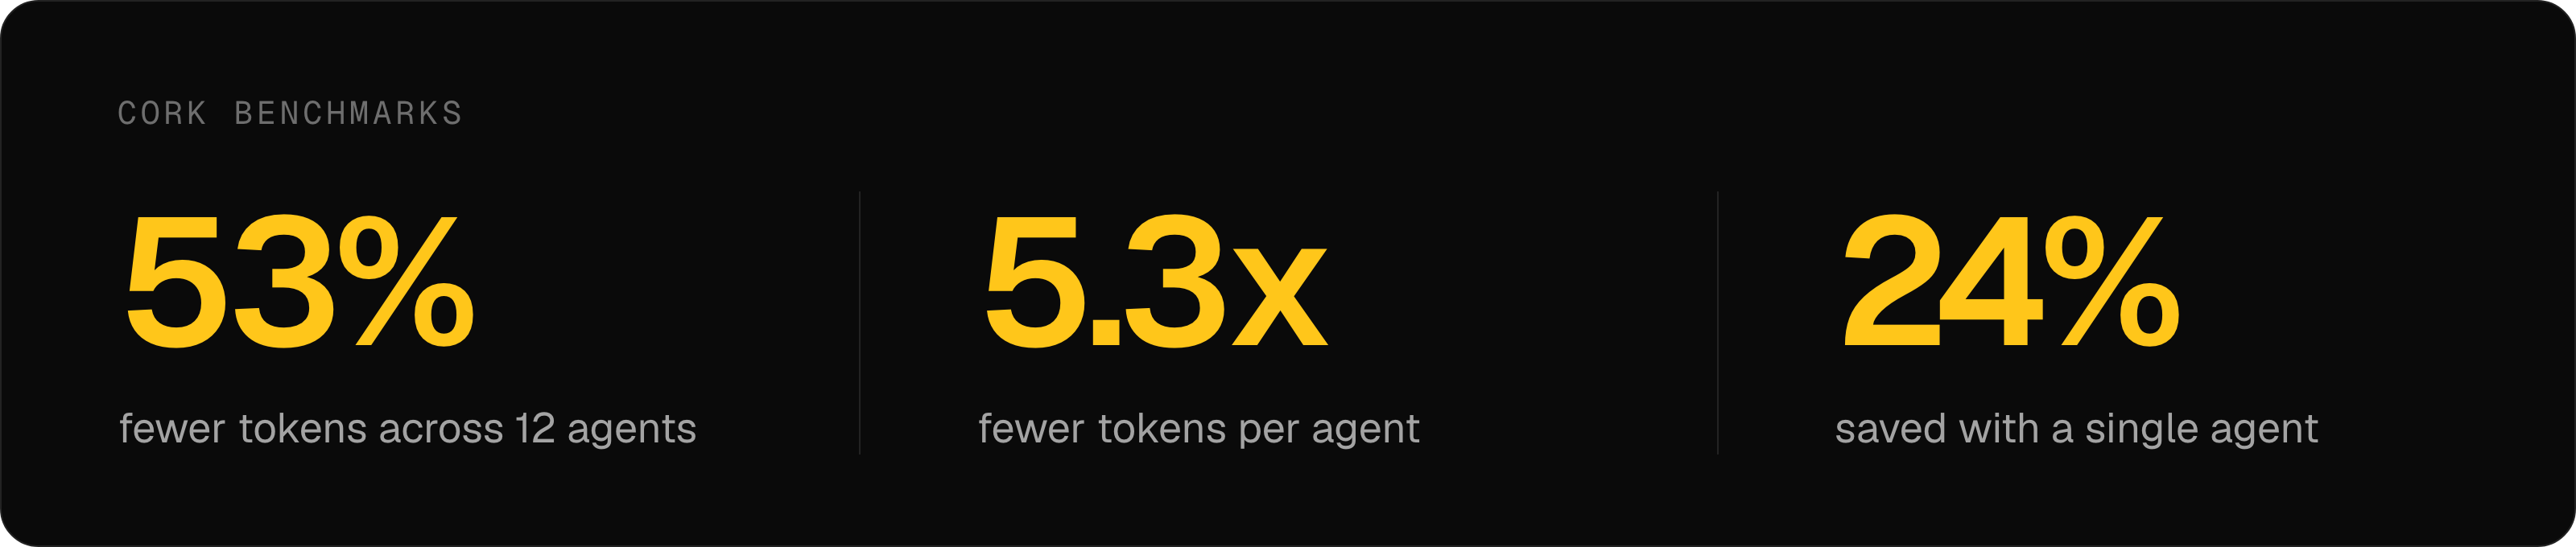 CORK BENCHMARKS
53%
fewer tokens across 12 agents
5.3x
fewer tokens per agent
24%
saved with a single agent